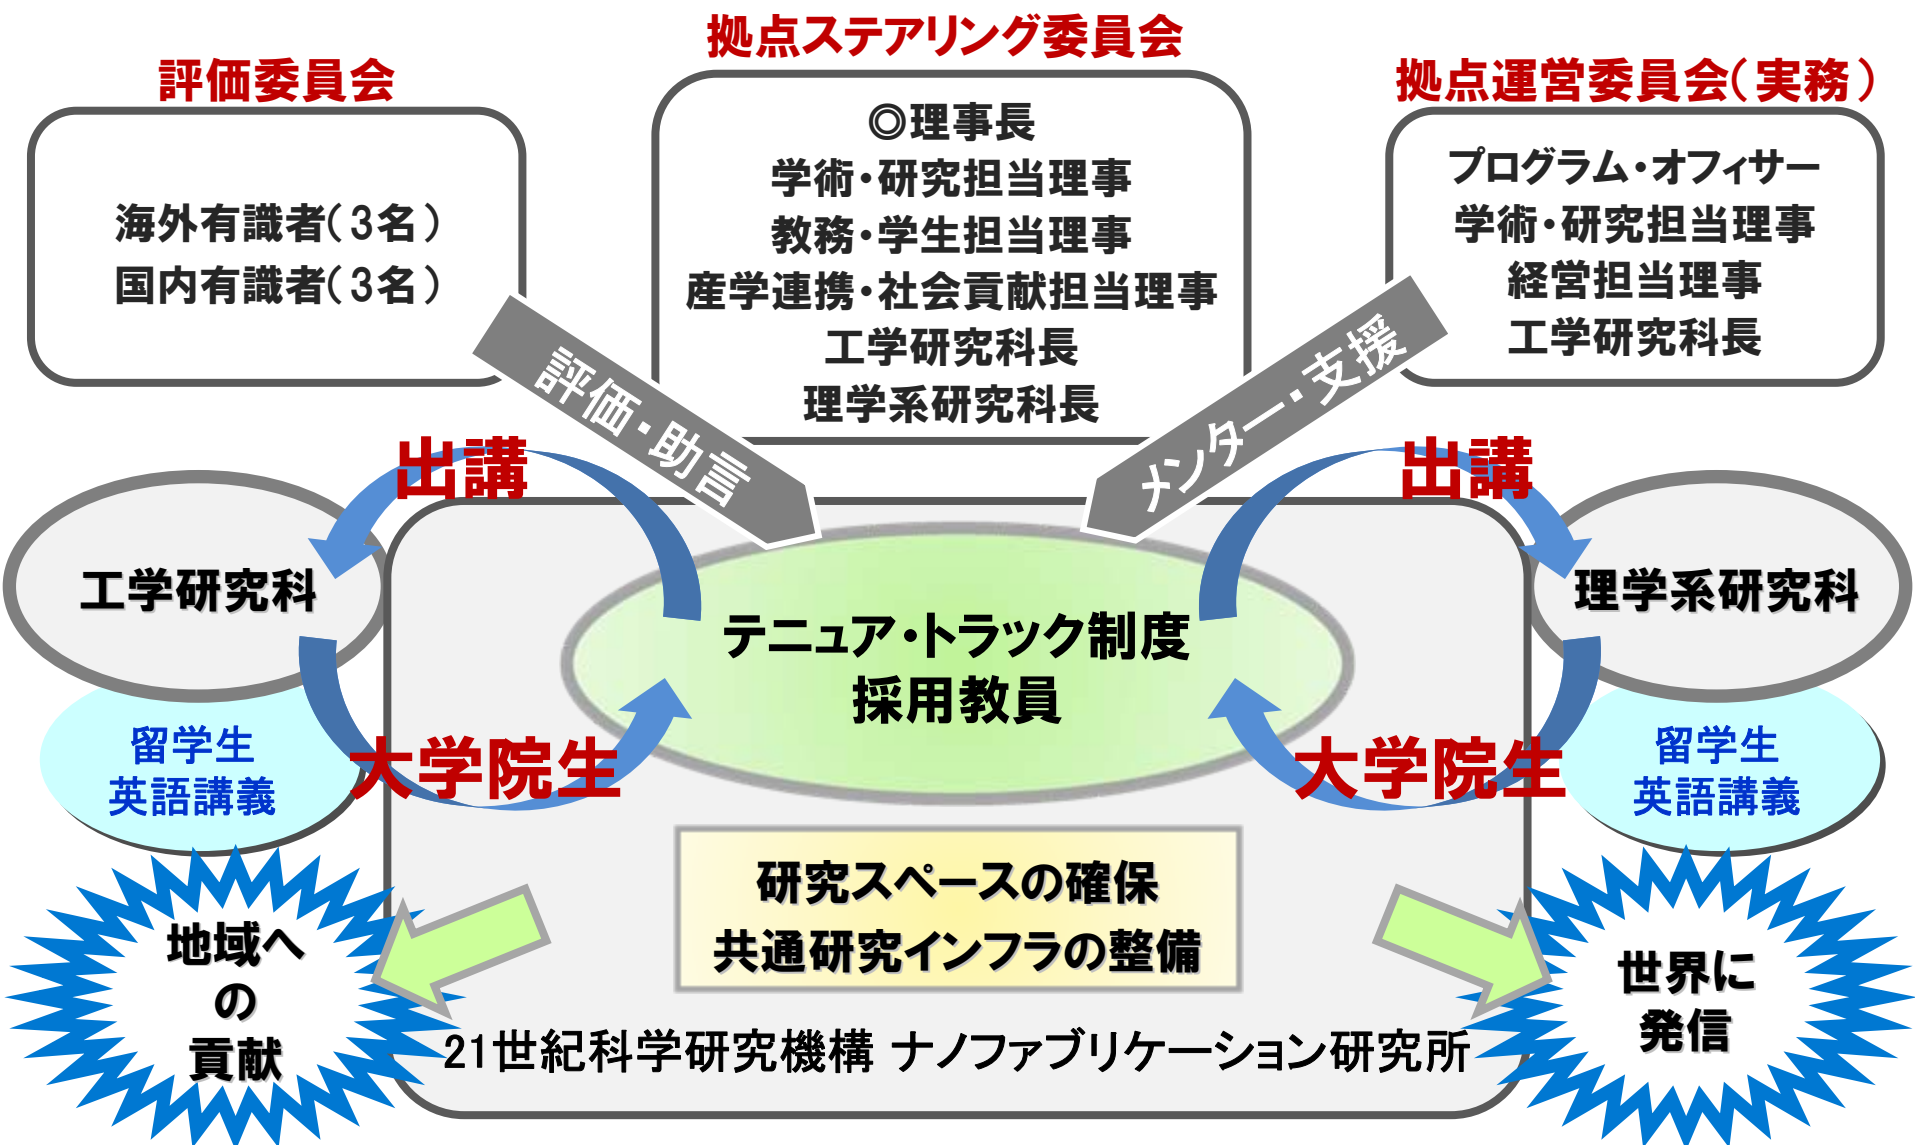 評価委員会
海外有識者（3名）
国内有識者（3名）
拠点ステアリング委員会
◎理事長
学術・研究担当理事
教務・学生担当理事
産学連携・社会貢献担当理事
工学研究科長
理学系研究科長
拠点運営委員会（実務）
プログラム・オフィサー
学術・研究担当理事
経営担当理事
工学研究科長
評価・助言
メンター・支援
出講
出講
工学研究科
テニュア・トラック制度
採用教員
理学系研究科
留学生
英語講義
大学院生
大学院生
留学生
英語講義
研究スペースの確保
共通研究インフラの整備
地域へ
の
貢献
世界に
発信
21世紀科学研究機構 ナノファブリケーション研究所